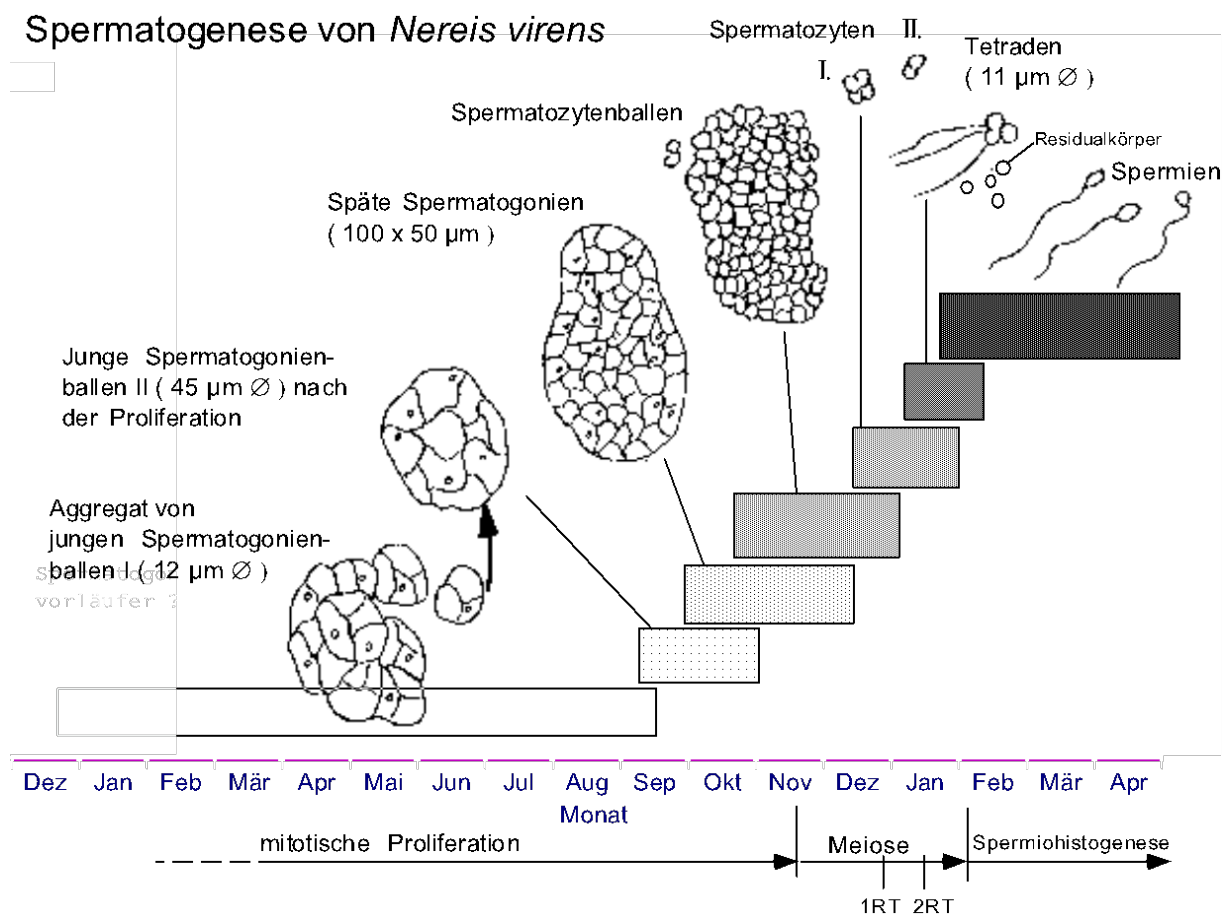 Spermatogenese von Nereis virens
Spermatozyten II.
I.
Tetraden
( 11 µm ∅ )
Spermatozytenballen
Residualkörper
Spermien
Späte Spermatogonien
( 100 x 50 µm )
Junge Spermatogonien-
ballen II ( 45 µm ∅ ) nach
der Proliferation
Aggregat von
jungen Spermatogonien-
ballen I ( 12 µm ∅ )
vorläufer ?
Dez Jan Feb Mär Apr Mai Jun Jul Aug Sep Okt Nov Dez Jan Feb Mär Apr
Monat
mitotische Proliferation
Meiose
Spermiohistogenese
1RT 2RT